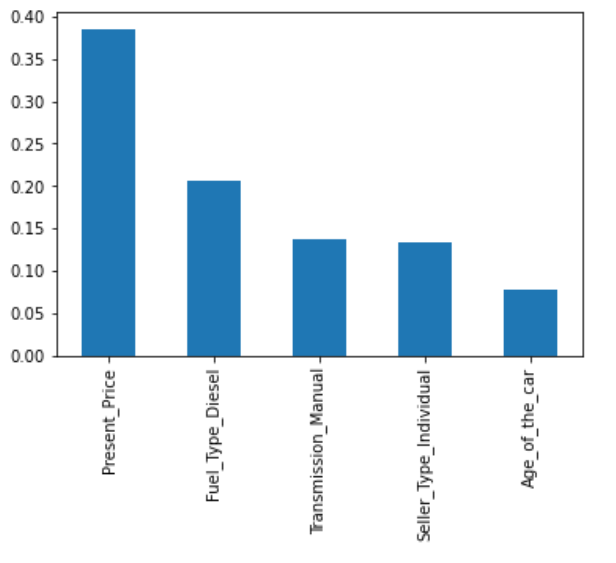 0.40
0.35
0.30
0.25
0.20
0.15
0.10
0.05
0.00
Present_Price
Fuel_Type_Diesel
Transmission_Manual
Seller_Type_Individual
Age_of_the_car